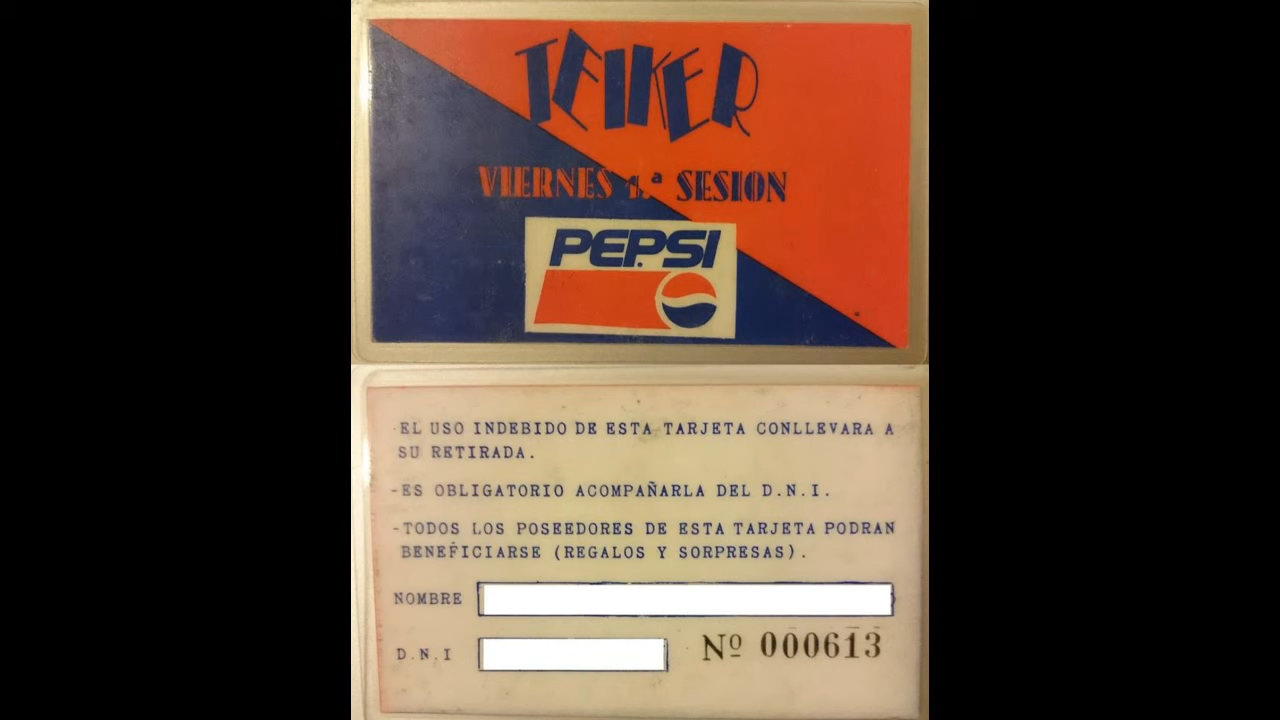 TEIKER
VIERNES 1.ª SESION
PEPSI
-EL USO INDEBIDO DE ESTA TARJETA CONLLEVARA A
SU RETIRADA.
-ES OBLIGATORIO ACOMPAÑARLA DEL D.N.I.
-TODOS LOS POSEEDORES DE ESTA TARJETA PODRAN
BENEFICIARSE (REGALOS Y SORPRESAS).
NOMBRE
D.N.I Nº 000613